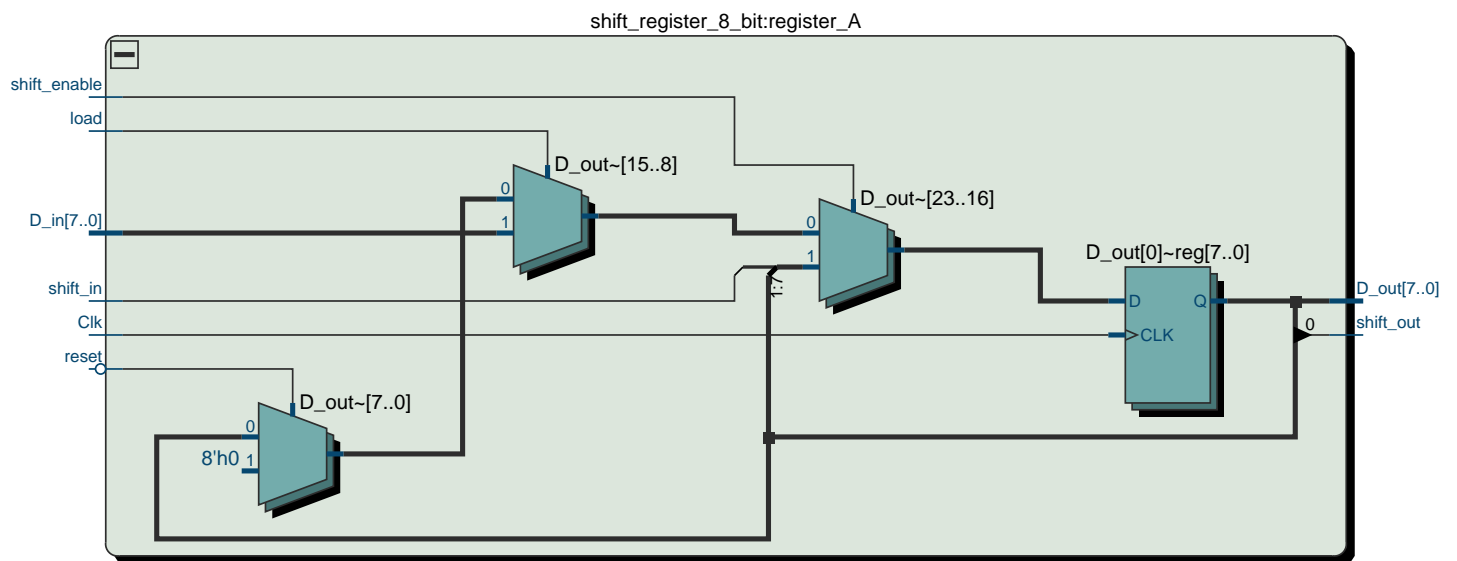 shift_register_8_bit:register_A
shift_enable
load
D_out~[15..8]
0
D_out~[23..16]
D_in[7..0]
1
0
D_out[0]~reg[7..0]
1
1:7
shift_in
D
Q
D_out[7..0]
Clk
CLK
0
shift_out
reset
D_out~[7..0]
0
8'h0
1